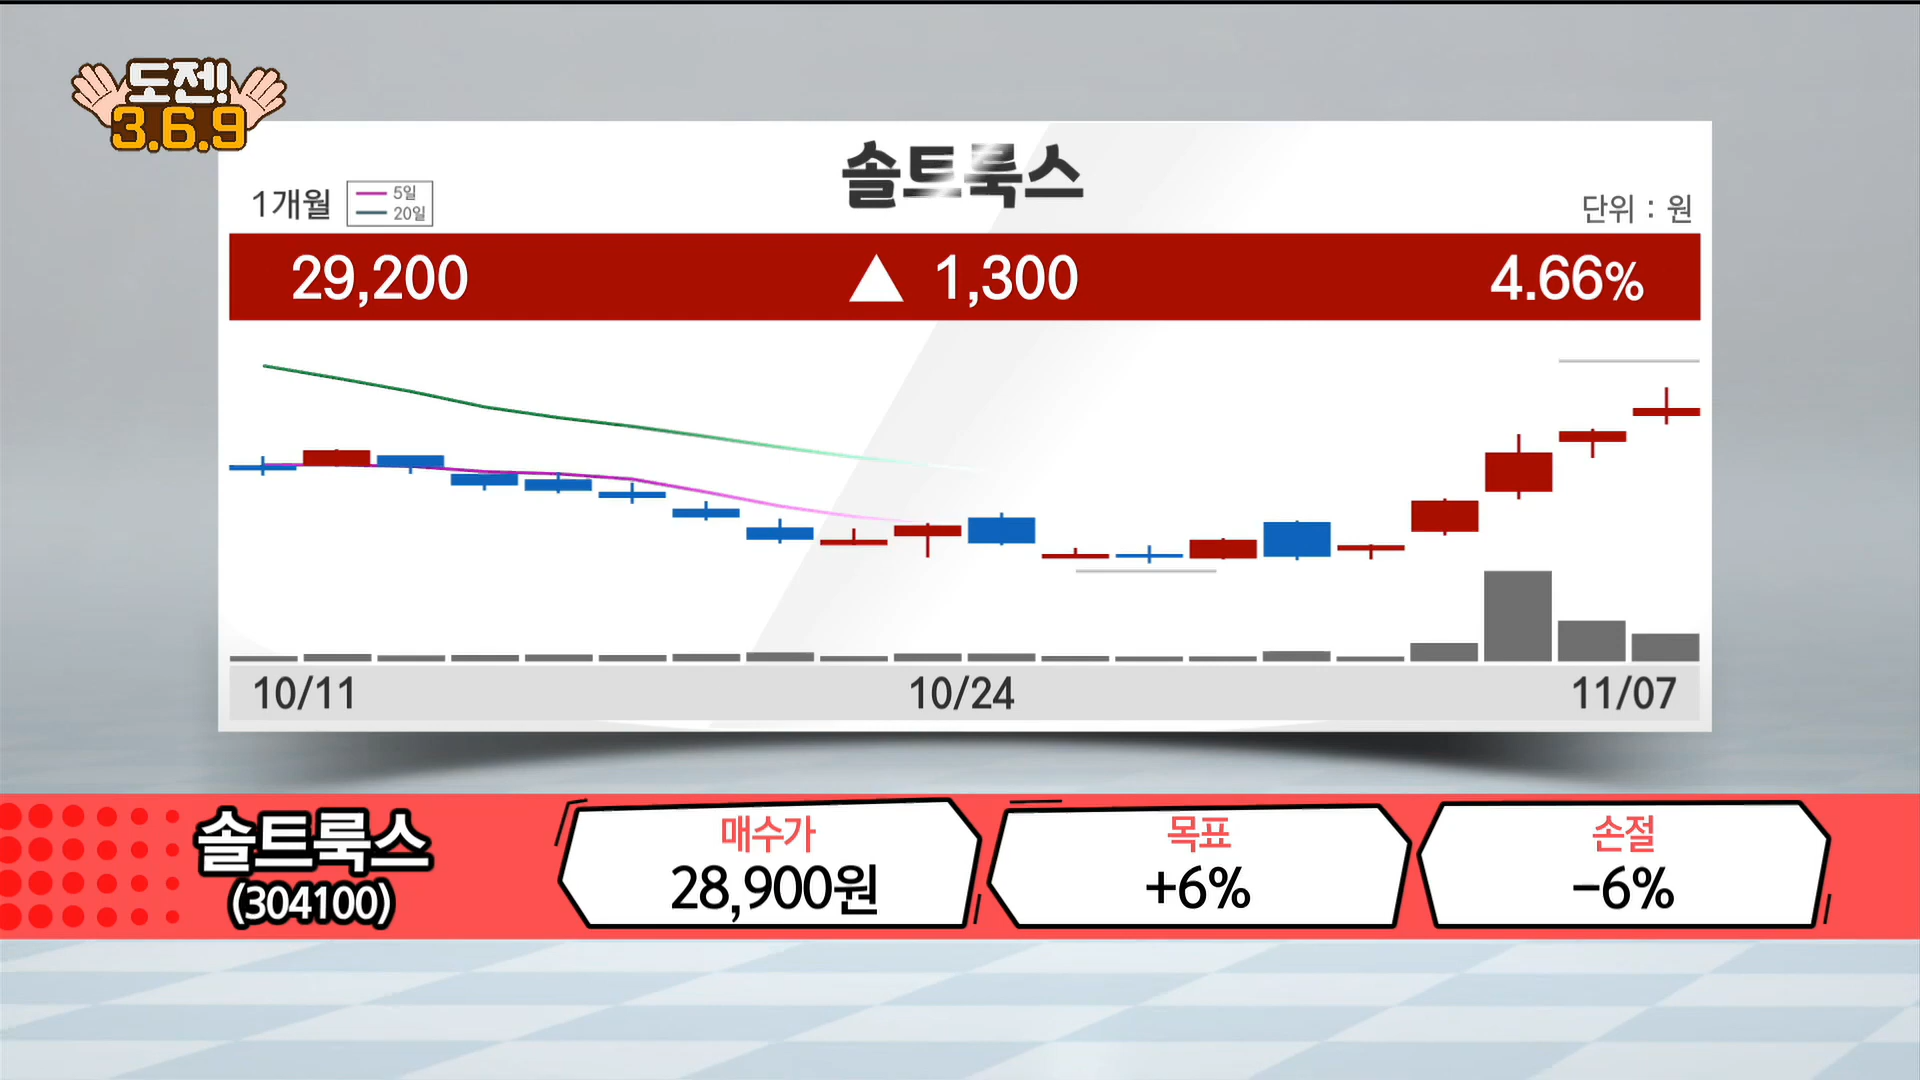 도전!
3.6.9
솔트룩스
1개월
5일
20일
단위 : 원
29,200 ▲ 1,300 4.66%
10/11 10/24 11/07
솔트룩스
(304100)
매수가
28,900원
목표
+6%
손절
-6%